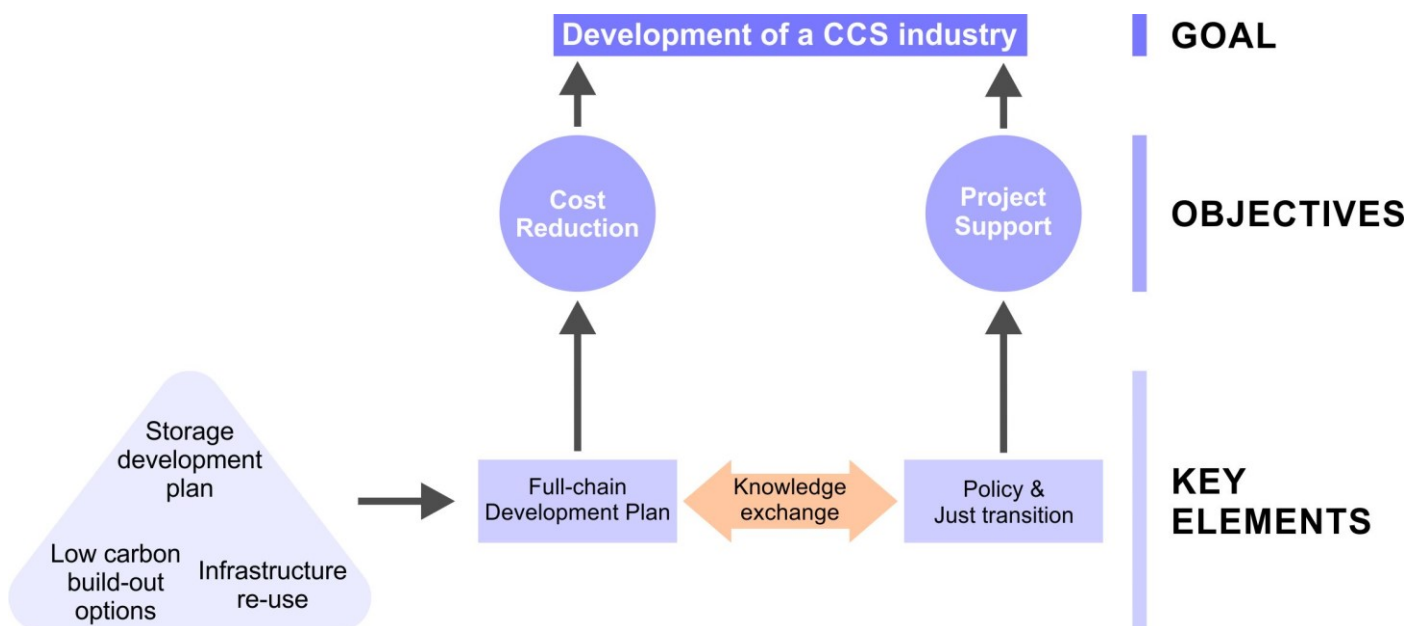 Development of a CCS industry
GOAL
Cost
Reduction
Project
Support
OBJECTIVES
Storage
development
plan
Low carbon
build-out
options
Infrastructure
re-use
Full-chain
Development Plan
Knowledge
exchange
Policy &
Just transition
KEY
ELEMENTS